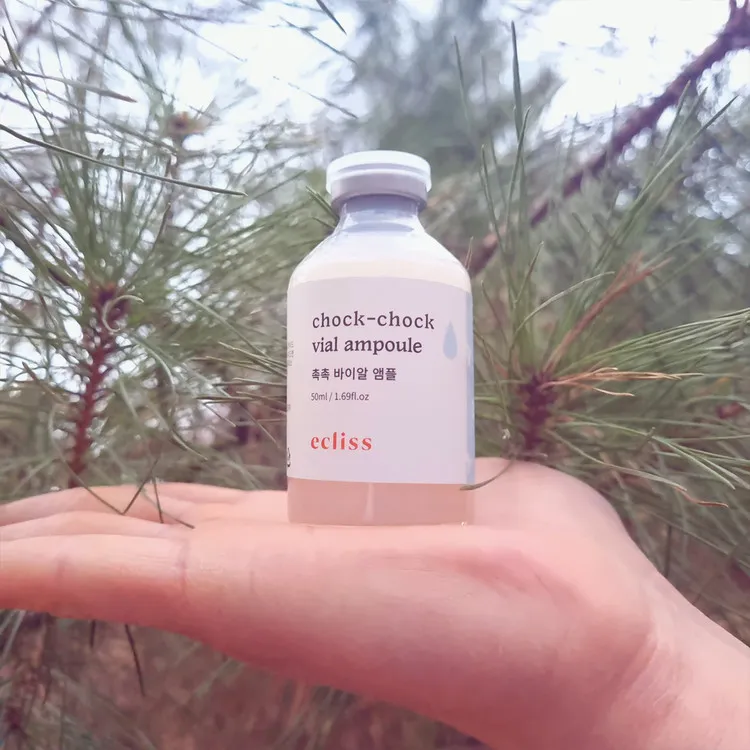 chock-chock
vial ampoule
촉촉 바이알 앰플
50ml / 1.69fl.oz
ecliss